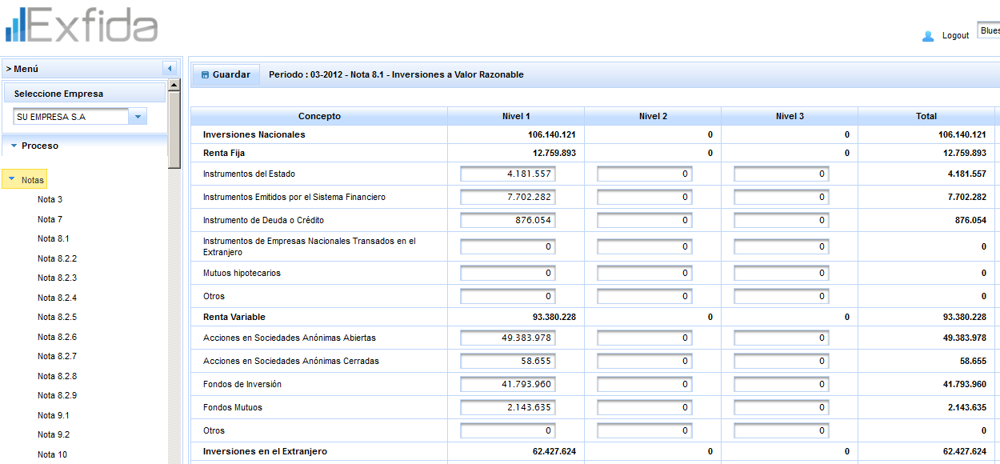 Exfida
Logout
Blues
> Menú
Seleccione Empresa
SU EMPRESA S.A
Proceso
Notas
Nota 3
Nota 7
Nota 8.1
Nota 8.2.2
Nota 8.2.3
Nota 8.2.4
Nota 8.2.5
Nota 8.2.6
Nota 8.2.7
Nota 8.2.8
Nota 8.2.9
Nota 9.1
Nota 9.2
Nota 10
Guardar Periodo : 03-2012 - Nota 8.1 - Inversiones a Valor Razonable
Concepto Nivel 1 Nivel 2 Nivel 3 Total
Inversiones Nacionales 106.140.121 0 0 106.140.121
Renta Fija 12.759.893 0 0 12.759.893
Instrumentos del Estado 4.181.557 0 0 4.181.557
Instrumentos Emitidos por el Sistema Financiero 7.702.282 0 0 7.702.282
Instrumento de Deuda o Crédito 876.054 0 0 876.054
Instrumentos de Empresas Nacionales Transados en el
Extranjero 0 0 0 0
Mutuos hipotecarios 0 0 0 0
Otros 0 0 0 0
Renta Variable 93.380.228 0 0 93.380.228
Acciones en Sociedades Anónimas Abiertas 49.383.978 0 0 49.383.978
Acciones en Sociedades Anónimas Cerradas 58.655 0 0 58.655
Fondos de Inversión 41.793.960 0 0 41.793.960
Fondos Mutuos 2.143.635 0 0 2.143.635
Otros 0 0 0 0
Inversiones en el Extranjero 62.427.624 0 0 62.427.624